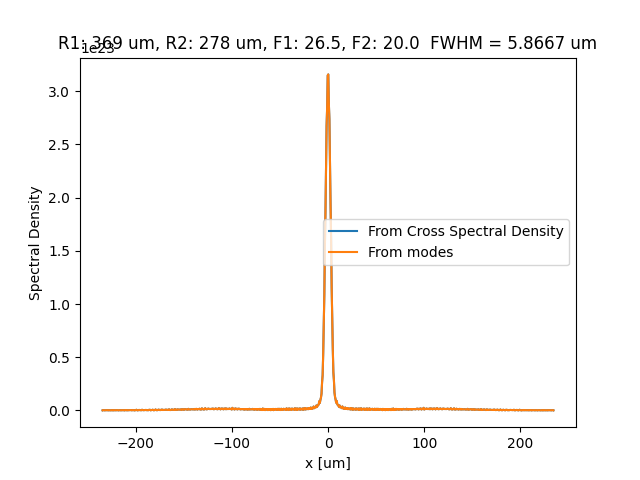 R1: 369 um, R2: 278 um, F1: 26.5, F2: 20.0  FWHM = 5.8667 um
1e23
3.0
2.5
2.0
1.5
1.0
0.5
0.0
Spectral Density
From Cross Spectral Density
From modes
−200 −100 0 100 200
x [um]